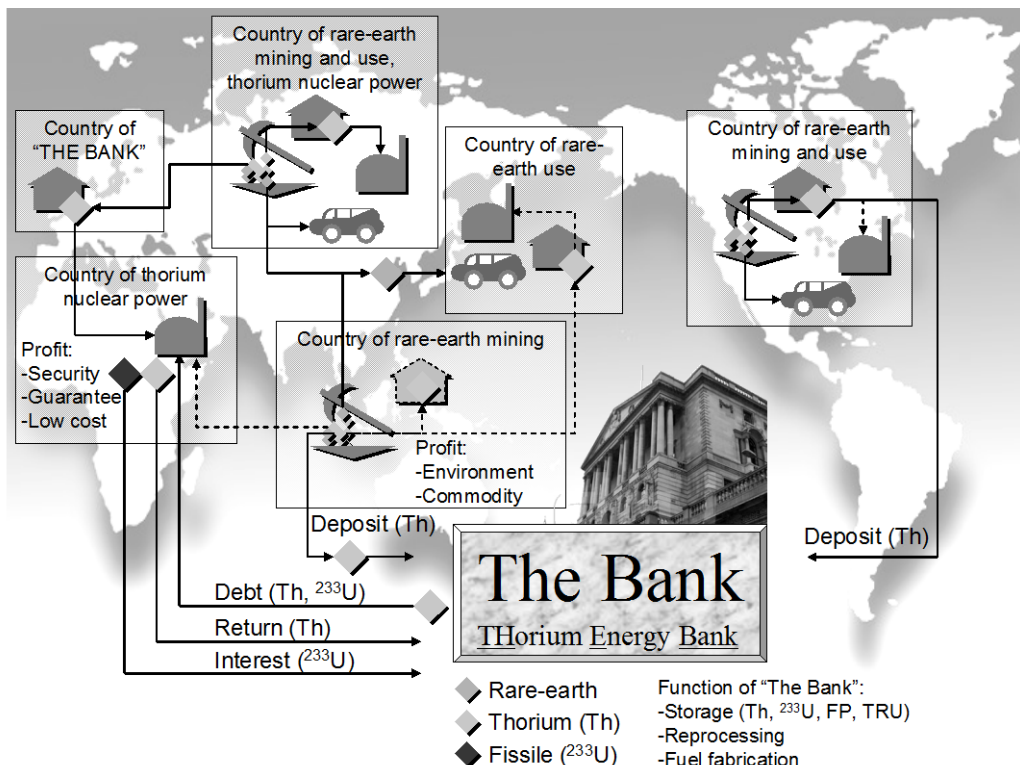 Country of rare-earth
mining and use,
thorium nuclear power
Country of
“THE BANK”
Country of rare-
earth use
Country of rare-earth
mining and use
Country of thorium
nuclear power
Profit:
-Security
-Guarantee
-Low cost
Country of rare-earth mining
Profit:
-Environment
-Commodity
Deposit (Th)
Deposit (Th)
Debt (Th, ²³³U)
Return (Th)
Interest (²³³U)
The Bank
THorium Energy Bank
Rare-earth
Thorium (Th)
Fissile (²³³U)
Function of “The Bank”:
-Storage (Th, ²³³U, FP, TRU)
-Reprocessing
-Fuel fabrication